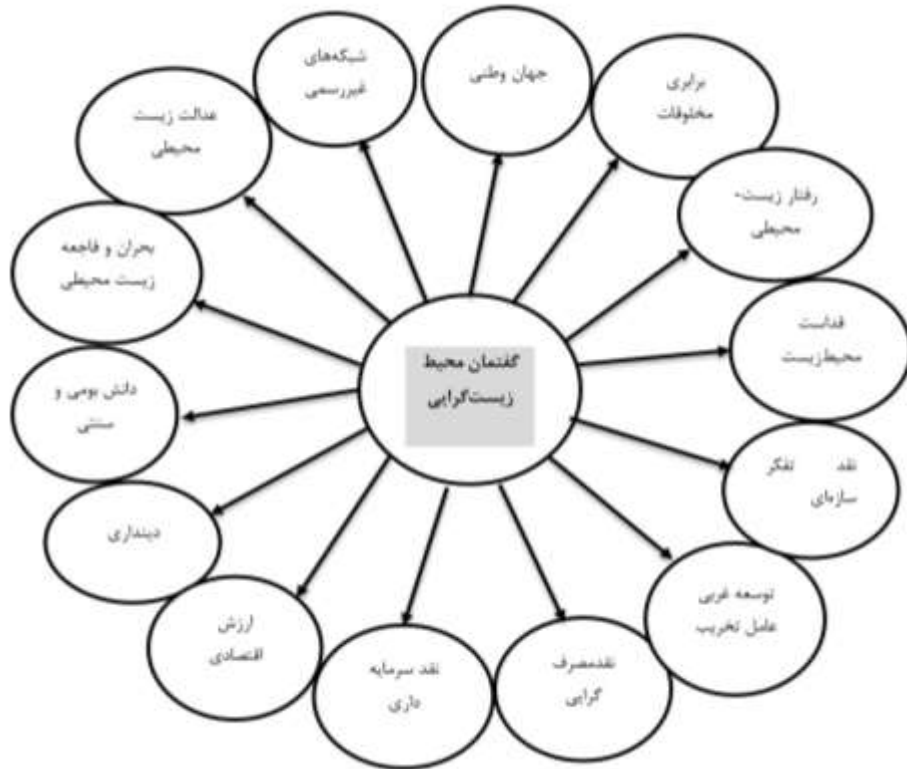 شبکه‌های
غیررسمی
جهان وطنی
برابری
مخلوقات
عدالت زیست
محیطی
رفتار زیست-
محیطی
بحران و فاجعه
زیست محیطی
قداست
محیط‌زیست
گفتمان محیط
زیست‌گرایی
دانش بومی و
سنتی
نقد تفکر
سازه‌ای
دینداری
توسعه غربی
عامل تخریب
ارزش
اقتصادی
نقد سرمایه
داری
نقدمصرف
گرایی